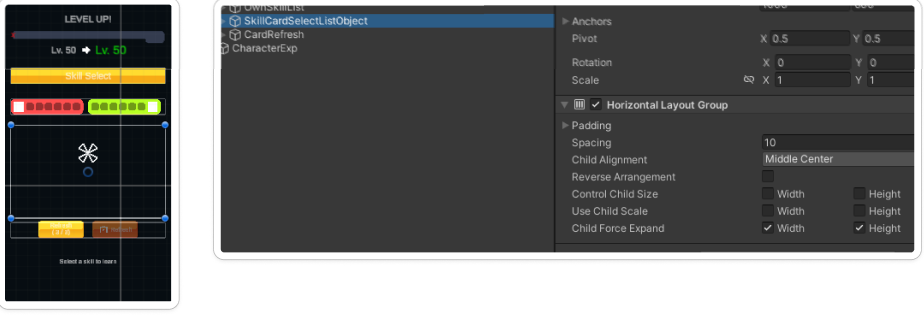 LEVEL UP!
Lv. 50 Lv. 50
Skill Select
Refresh
Select a skill to learn
OwnSkillList
SkillCardSelectListObject
CardRefresh
CharacterExp
Anchors
Pivot X 0.5 Y 0.5
Rotation X 0 Y 0
Scale X 1 Y 1
Horizontal Layout Group
Padding
Spacing 10
Child Alignment Middle Center
Reverse Arrangement
Control Child Size Width Height
Use Child Scale Width Height
Child Force Expand Width Height